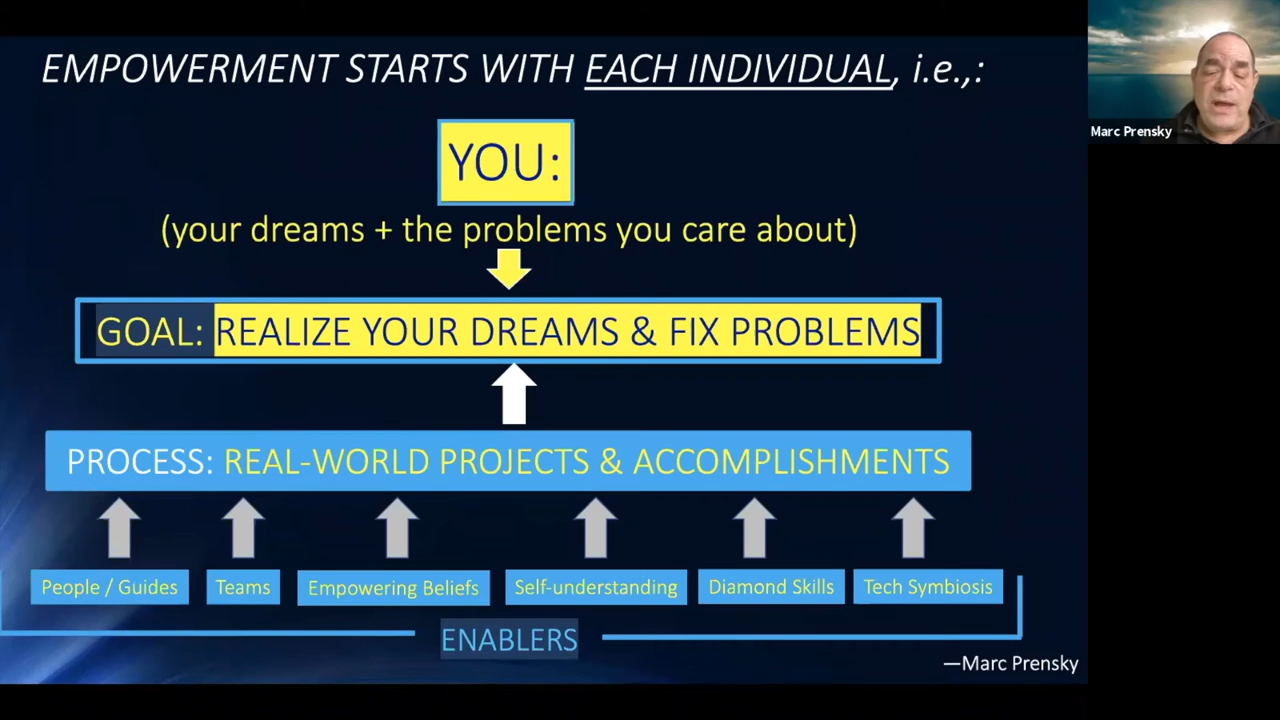 EMPOWERMENT STARTS WITH EACH INDIVIDUAL, i.e.,:
YOU:
(your dreams + the problems you care about)
GOAL: REALIZE YOUR DREAMS & FIX PROBLEMS
PROCESS: REAL-WORLD PROJECTS & ACCOMPLISHMENTS
People / Guides
Teams
Empowering Beliefs
Self-understanding
Diamond Skills
Tech Symbiosis
ENABLERS
—Marc Prensky
Marc Prensky